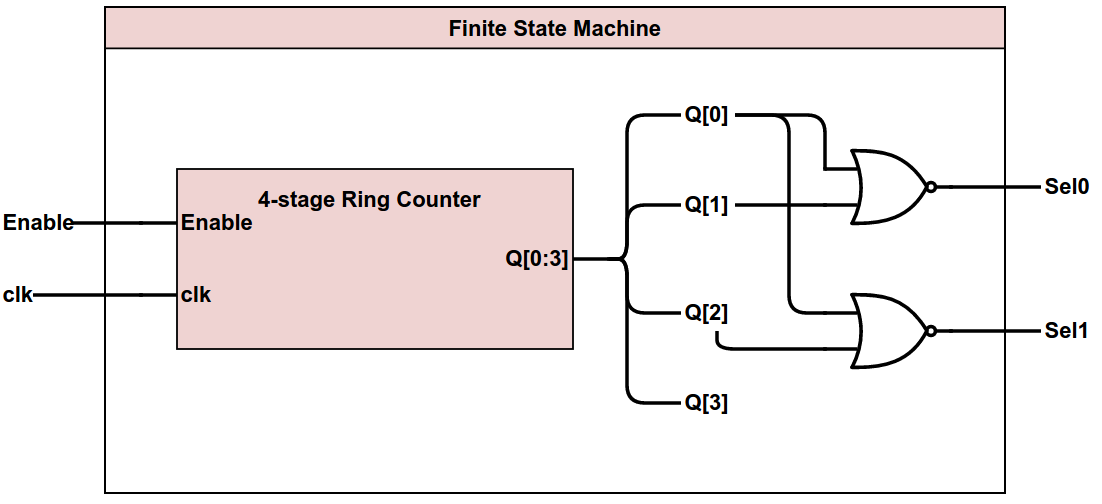 Finite State Machine
4-stage Ring Counter
Enable
Enable
clk
clk
Q[0:3]
Q[0]
Q[1]
Q[2]
Q[3]
Sel0
Sel1